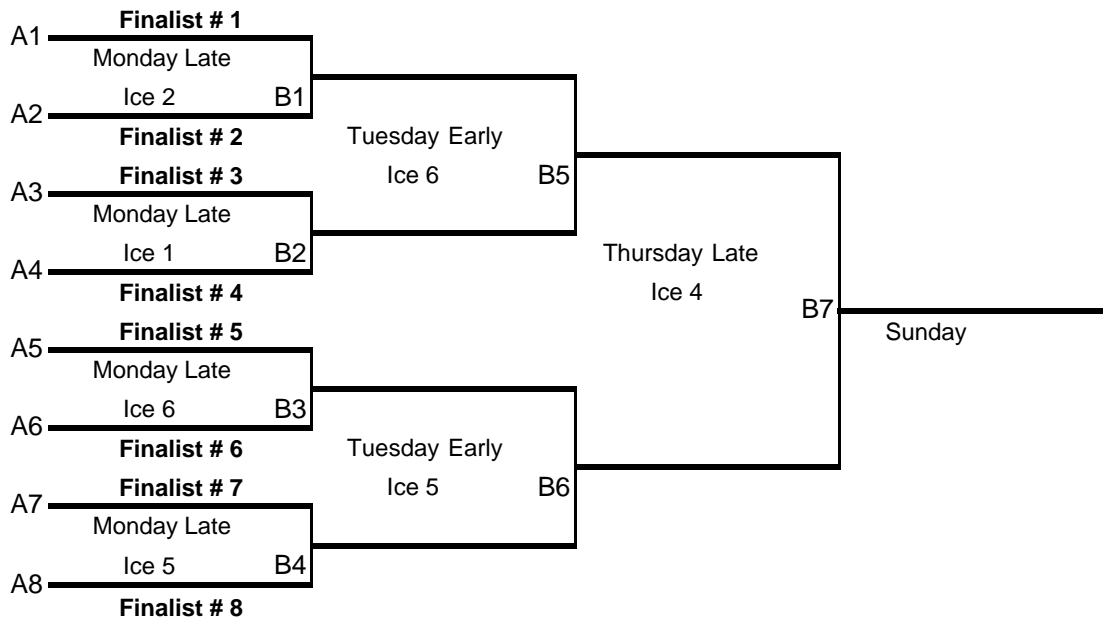 Finalist # 1
A1
Monday Late
Ice 2 B1
A2
Finalist # 2
Tuesday Early
Finalist # 3
Ice 6 B5
A3
Monday Late
Ice 1 B2
A4
Finalist # 4
Thursday Late
Ice 4
B7
Sunday
Finalist # 5
A5
Monday Late
Ice 6 B3
A6
Finalist # 6
Tuesday Early
Finalist # 7
Ice 5 B6
A7
Monday Late
Ice 5 B4
A8
Finalist # 8